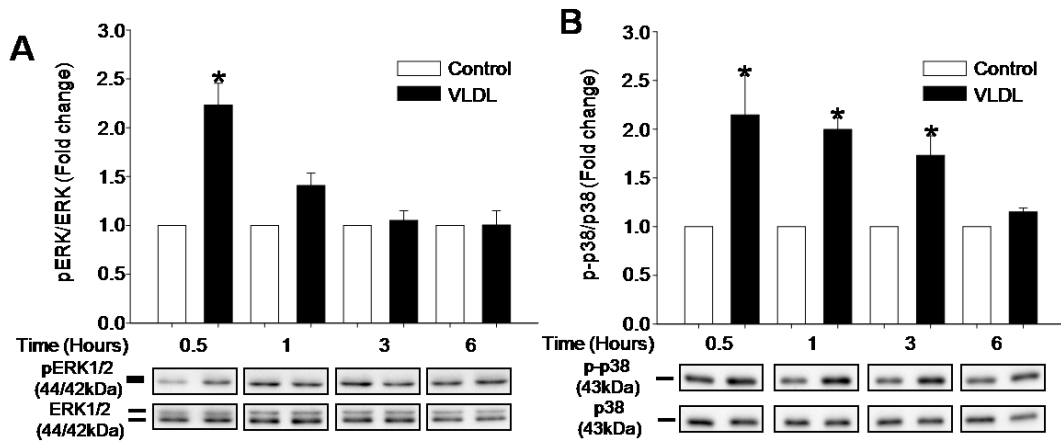 A
pERK/ERK (Fold change)
3.0
2.5
2.0
1.5
1.0
0.5
0.0
*
Control
VLDL
Time (Hours) 0.5 1 3 6
pERK1/2
(44/42kDa)
ERK1/2
(44/42kDa)
B
p-p38/p38 (Fold change)
3.0
2.5
2.0
1.5
1.0
0.5
0.0
* * *
Control
VLDL
Time (Hours) 0.5 1 3 6
p-p38
(43kDa)
p38
(43kDa)